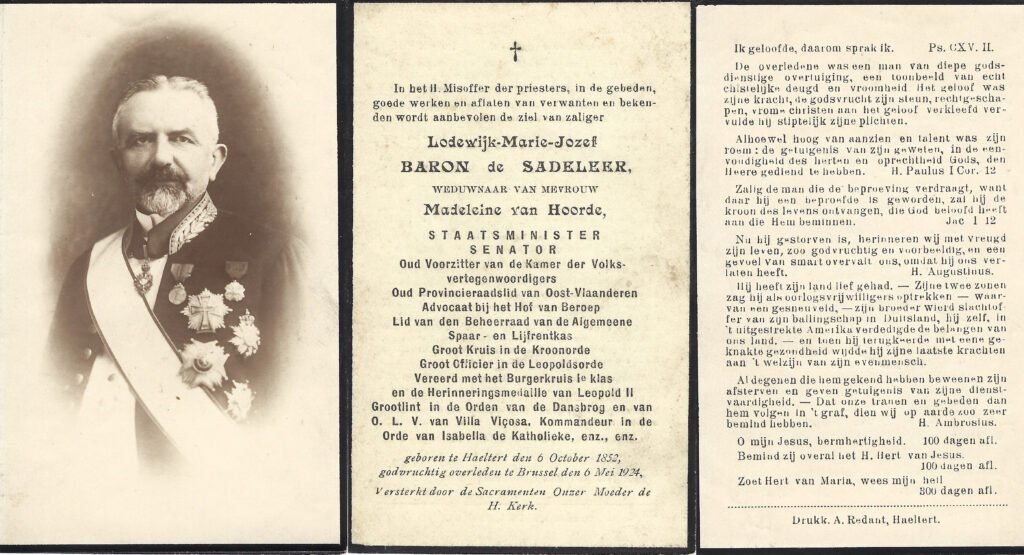 In het H. Misoffer der priesters, in de gebeden,
goede werken en aflaten van verwanten en beken-
den wordt aanbevolen de ziel van zaliger
Lodewijk-Marie-Jozef
BARON de SADELEER,
WEDUWNAAR VAN MEVROUW
Madeleine van Hoorde,
STAATSMINISTER
SENATOR
Oud Voorzitter van de Kamer der Volks-
vertegenwoordigers
Oud Provincieraadslid van Oost-Vlaanderen
Advocaat bij het Hof van Beroep
Lid van den Beheerraad van de Algemeene
Spaar- en Lijfrentkas
Groot Kruis in de Kroonorde
Groot Officier in de Leopoldsorde
Vereerd met het Burgerkruis 1e klas
en de Herinneringsmedaille van Leopold II
Grootlint in de Orden van de Dansbrog en van
O. L. V. van Villa Viçosa, Kommandeur in de
Orde van Isabella de Katholieke, enz., enz.
geboren te Haeltert den 6 October 1852,
godvruchtig overleden te Brussel den 6 Mei 1924,
Versterkt door de Sacramenten Onzer Moeder de
H. Kerk.
Ik geloofde, daarom sprak ik. Ps. CXV. II.
De overledene was een man van diepe gods-
dienstige overtuiging, een toonbeeld van echt
chistelijke deugd en vroomheid Het geloof was
zijne kracht, de godsvrucht zijn steun, rechtgescha-
pen, vrome christen aan het geloof verkleefd ver-
vulde hij stiptelijk zijne plichten.
Alhoewel hoog van aanzien en talent was zijn
roem: de getuigenis van zijn geweten, in de een-
voudigheid des herten en oprechtheid Gods, den
Heere gediend te hebben. H. Paulus I Cor. 12
Zalig de man die de beproeving verdraagt, want
daar hij een beproefde is geworden, zal hij de
kroon des levens ontvangen, die God beloofd heeft
aan die Hem beminnen. Jac 1 12
Nu hij gestorven is, herinneren wij met vreugd
zijn leven, zoo godvruchtig en voorbeeldig, en een
gevoel van smart overvalt ons, omdat hij ons ver-
laten heeft. H. Augustinus.
Hij heeft zijn land lief gehad. — Zijne twee zonen
zag hij als oorlogsvrijwilligers optrekken — waar-
van een gesneuveld, — zijn broeder wierd slachtof-
fer van zijn ballingschap in Duitsland, hij zelf, in
't uitgestrekte Amerika verdedigde de belangen van
ons land. — en toen hij terugkeerde met eene ge-
knakte gezondheid wijdde hij zijne laatste krachten
aan 't welzijn van zijn evenmensch.
Al degenen die hem gekend hebben beweenen zijn
afsterven en geven getuigenis van zijne dienst-
vaardigheid. — Dat onze tranen en gebeden dan
hem volgen in 't graf, dien wij op aarde zoo zeer
bemind hebben. H. Ambrosius.
O mijn Jesus, bermhertigheid. 100 dagen afl.
Bemind zij overal het H. Hert van Jesus.
100 dagen afl.
Zoet Hert van Maria, wees mijn heil
300 dagen afl.
Drukk. A. Redant, Haeltert.